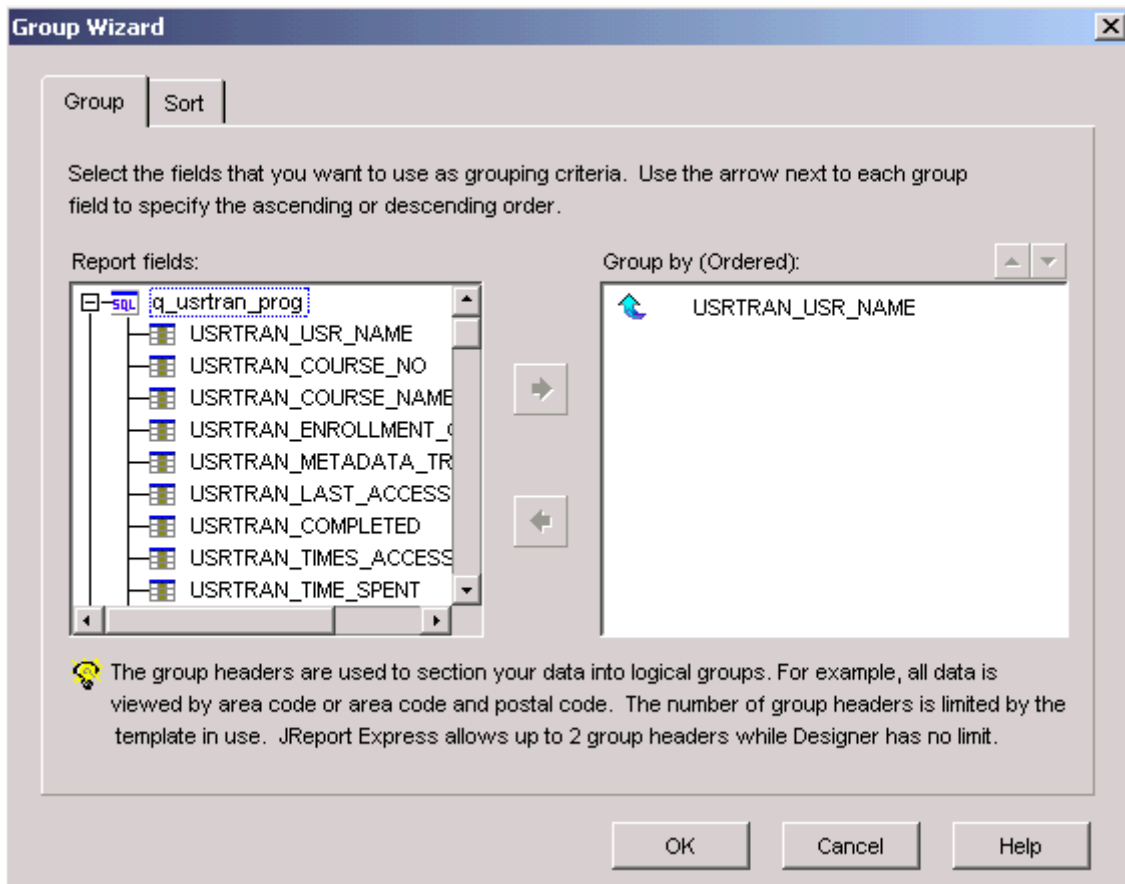 Group Wizard
Group
Sort
Select the fields that you want to use as grouping criteria. Use the arrow next to each group
field to specify the ascending or descending order.
Report fields:
Group by (Ordered):
SQL q_usrtran_prog
USRTRAN_USR_NAME
USRTRAN_COURSE_NO
USRTRAN_COURSE_NAME
USRTRAN_ENROLLMENT_
USRTRAN_METADATA_TR
USRTRAN_LAST_ACCESS
USRTRAN_COMPLETED
USRTRAN_TIMES_ACCESS
USRTRAN_TIME_SPENT
USRTRAN_USR_NAME
The group headers are used to section your data into logical groups. For example, all data is
viewed by area code or area code and postal code. The number of group headers is limited by the
template in use. JReport Express allows up to 2 group headers while Designer has no limit.
OK
Cancel
Help